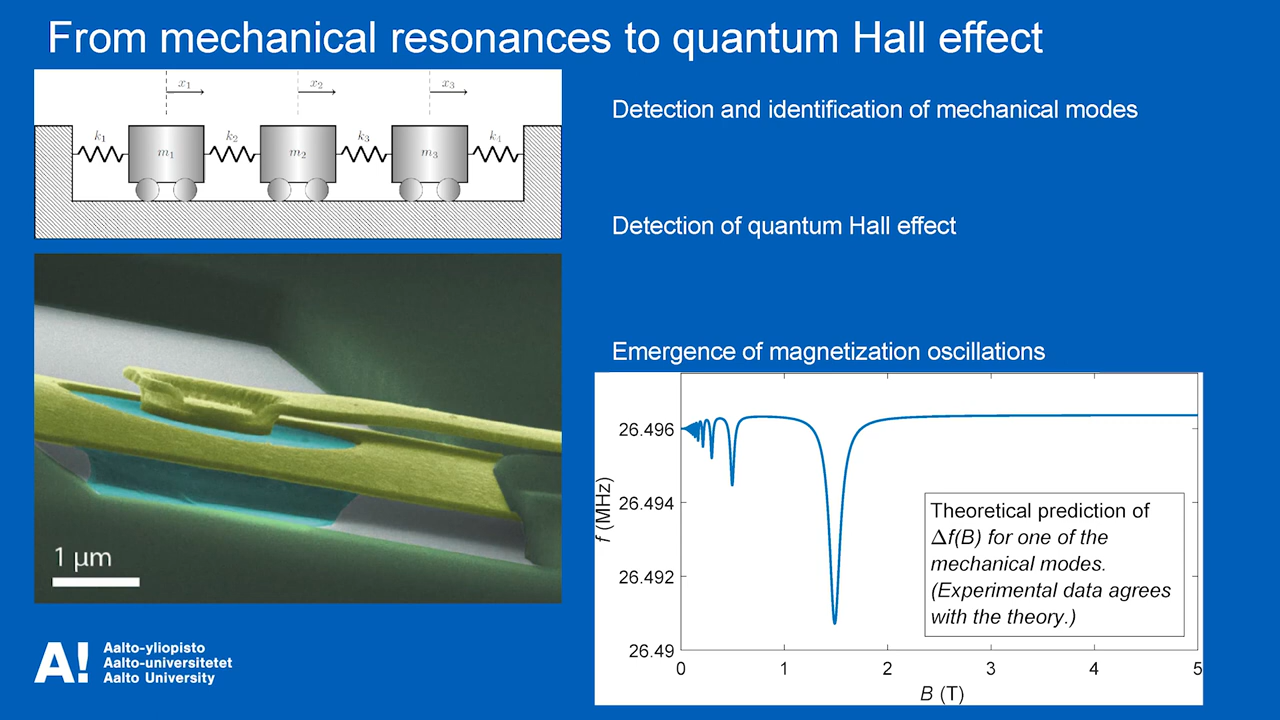 From mechanical resonances to quantum Hall effect
x₁ x₂ x₃
k₁ k₂ k₃ k₄
m₁ m₂ m₃
Detection and identification of mechanical modes
Detection of quantum Hall effect
Emergence of magnetization oscillations
26.496
26.494
26.492
26.49
f (MHz)
0 1 2 3 4 5
B (T)
Theoretical prediction of
Δf(B) for one of the
mechanical modes.
(Experimental data agrees
with the theory.)
1 μm
A!
Aalto-yliopisto
Aalto-universitetet
Aalto University